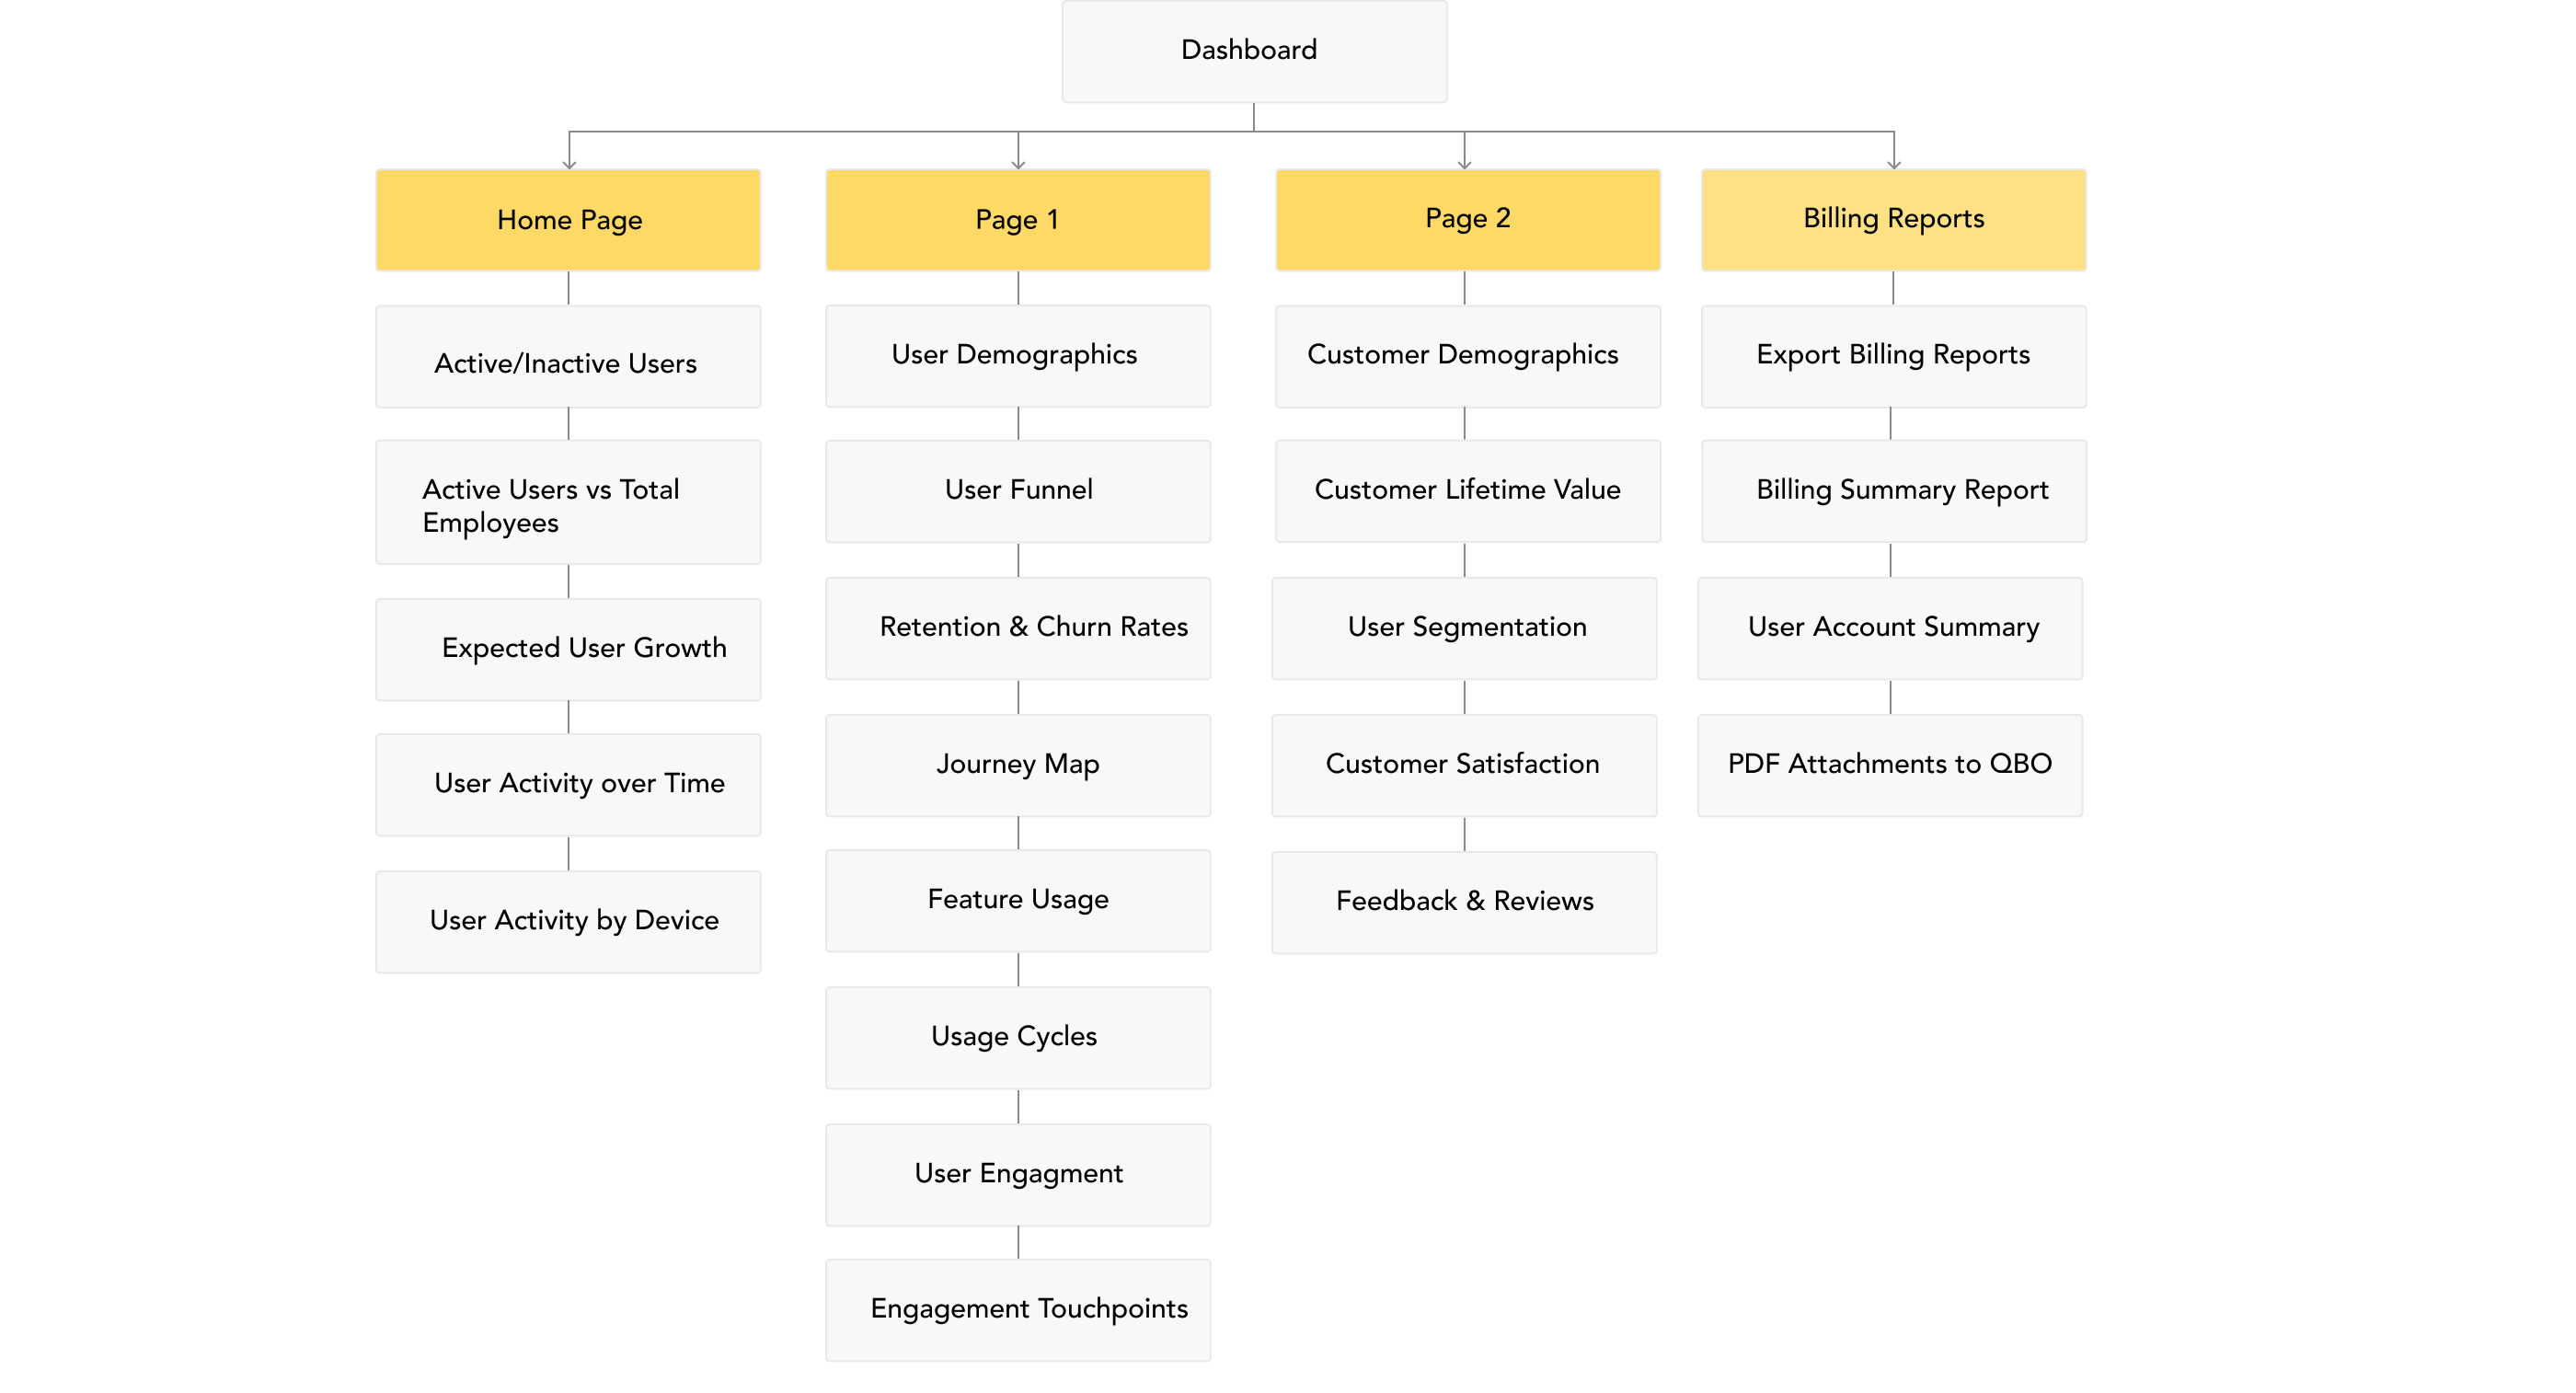 Dashboard
Home Page
Active/Inactive Users
Active Users vs Total
Employees
Expected User Growth
User Activity over Time
User Activity by Device
Page 1
User Demographics
User Funnel
Retention & Churn Rates
Journey Map
Feature Usage
Usage Cycles
User Engagment
Engagement Touchpoints
Page 2
Customer Demographics
Customer Lifetime Value
User Segmentation
Customer Satisfaction
Feedback & Reviews
Billing Reports
Export Billing Reports
Billing Summary Report
User Account Summary
PDF Attachments to QBO